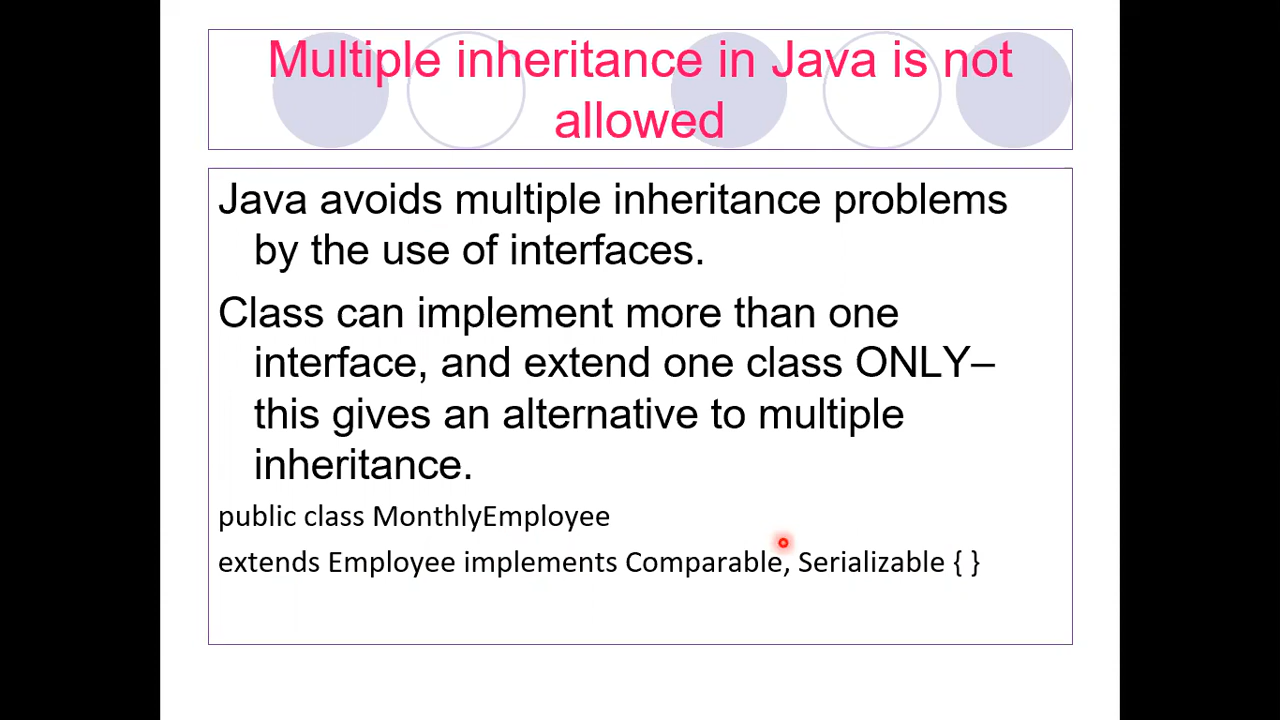 Multiple inheritance in Java is not
allowed
Java avoids multiple inheritance problems
by the use of interfaces.
Class can implement more than one
interface, and extend one class ONLY–
this gives an alternative to multiple
inheritance.
public class MonthlyEmployee
extends Employee implements Comparable, Serializable { }